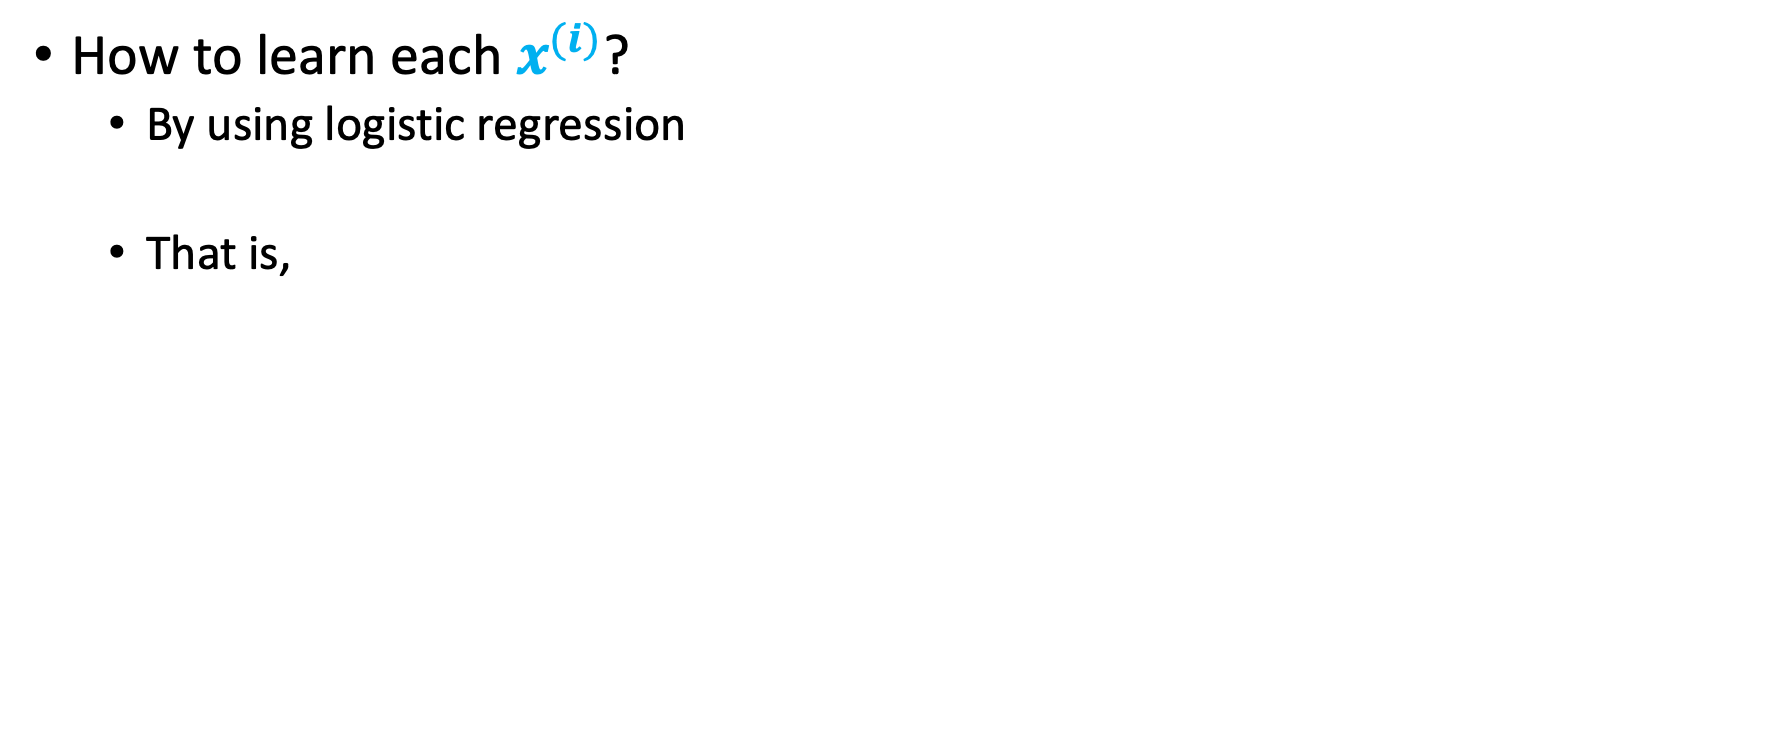 • How to learn each x⁽ⁱ⁾?
• By using logistic regression
• That is,